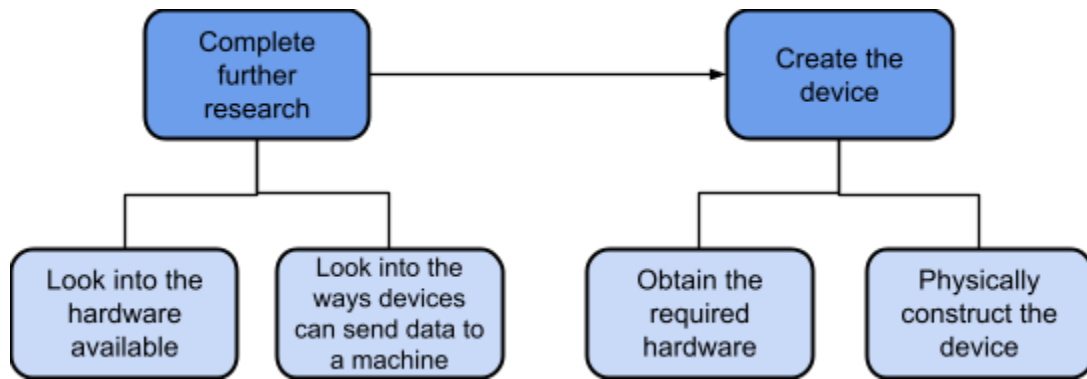 Complete
further
research
Create the
device
Look into the
hardware
available
Look into the
ways devices
can send data to
a machine
Obtain the
required
hardware
Physically
construct the
device